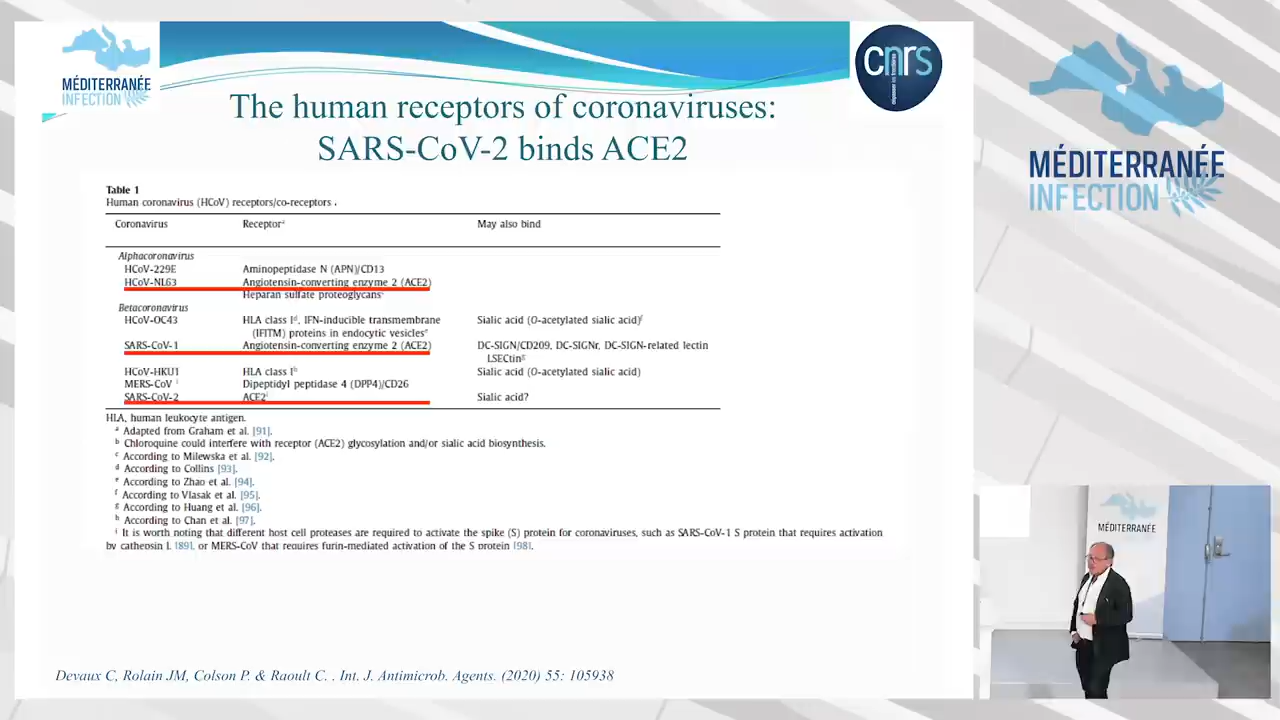 MÉDITERRANÉE
INFECTION
cnrs
The human receptors of coronaviruses:
SARS-CoV-2 binds ACE2
Table 1
Human coronavirus (HCoV) receptors/co-receptors .
Coronavirus Receptorᵃ May also bind
Alphacoronavirus
HCoV-229E Aminopeptidase N (APN)/CD13
HCoV-NL63 Angiotensin-converting enzyme 2 (ACE2)
Heparan sulfate proteoglycansᶜ
Betacoronavirus
HCoV-OC43 HLA class Iᵈ, IFN-inducible transmembrane Sialic acid (O-acetylated sialic acid)ᶠ
(IFITM) proteins in endocytic vesiclesᵉ
SARS-CoV-1 Angiotensin-converting enzyme 2 (ACE2) DC-SIGN/CD209, DC-SIGNr, DC-SIGN-related lectin
LSECtinᵍ
HCoV-HKU1 HLA class Iʰ Sialic acid (O-acetylated sialic acid)
MERS-CoV ⁱ Dipeptidyl peptidase 4 (DPP4)/CD26
SARS-CoV-2 ACE2ⁱ Sialic acid?
HLA, human leukocyte antigen.
ᵃ Adapted from Graham et al. [91].
ᵇ Chloroquine could interfere with receptor (ACE2) glycosylation and/or sialic acid biosynthesis.
ᶜ According to Milewska et al. [92].
ᵈ According to Collins [93].
ᵉ According to Zhao et al. [94].
ᶠ According to Vlasak et al. [95].
ᵍ According to Huang et al. [96].
ʰ According to Chan et al. [97].
ⁱ It is worth noting that different host cell proteases are required to activate the spike (S) protein for coronaviruses, such as SARS-CoV-1 S protein that requires activation
by cathepsin L [89], or MERS-CoV that requires furin-mediated activation of the S protein [98].
Devaux C, Rolain JM, Colson P. & Raoult C. . Int. J. Antimicrob. Agents. (2020) 55: 105938
MÉDITERRANÉE
INFECTION
MÉDITERRANÉE